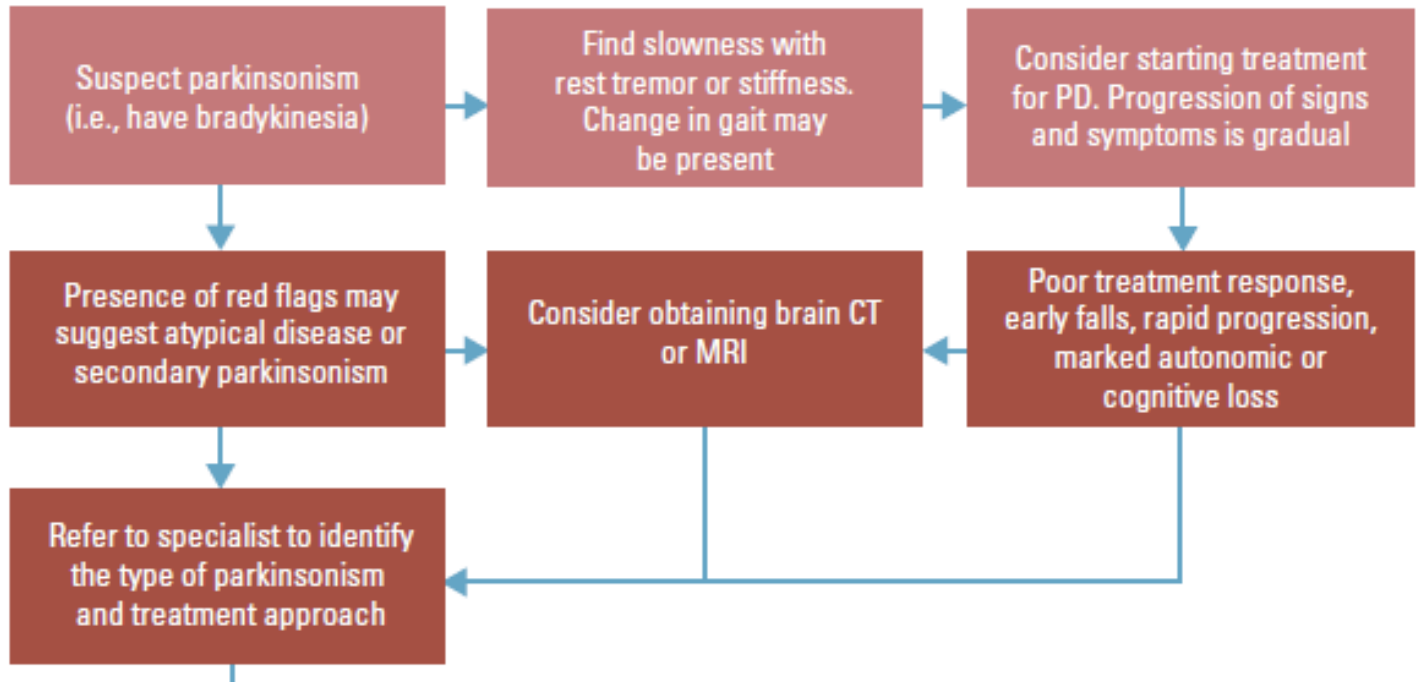 Suspect parkinsonism
(i.e., have bradykinesia)
Find slowness with
rest tremor or stiffness.
Change in gait may
be present
Consider starting treatment
for PD. Progression of signs
and symptoms is gradual
Presence of red flags may
suggest atypical disease or
secondary parkinsonism
Consider obtaining brain CT
or MRI
Poor treatment response,
early falls, rapid progression,
marked autonomic or
cognitive loss
Refer to specialist to identify
the type of parkinsonism
and treatment approach